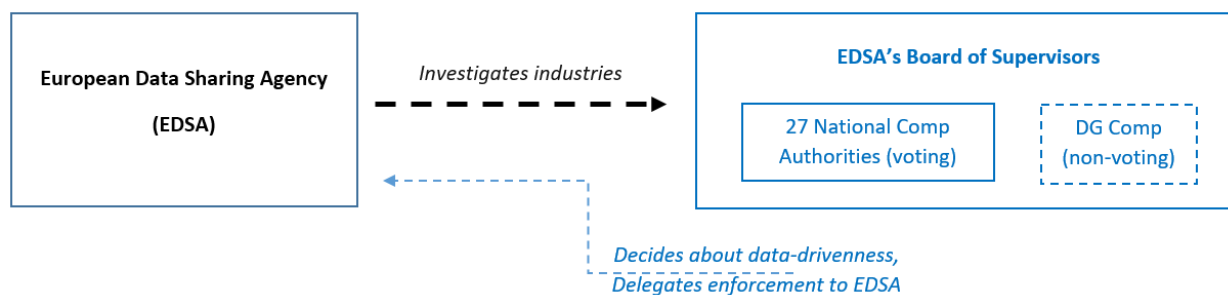 European Data Sharing Agency
(EDSA)
Investigates industries
EDSA's Board of Supervisors
27 National Comp
Authorities (voting)
DG Comp
(non-voting)
Decides about data-drivenness,
Delegates enforcement to EDSA